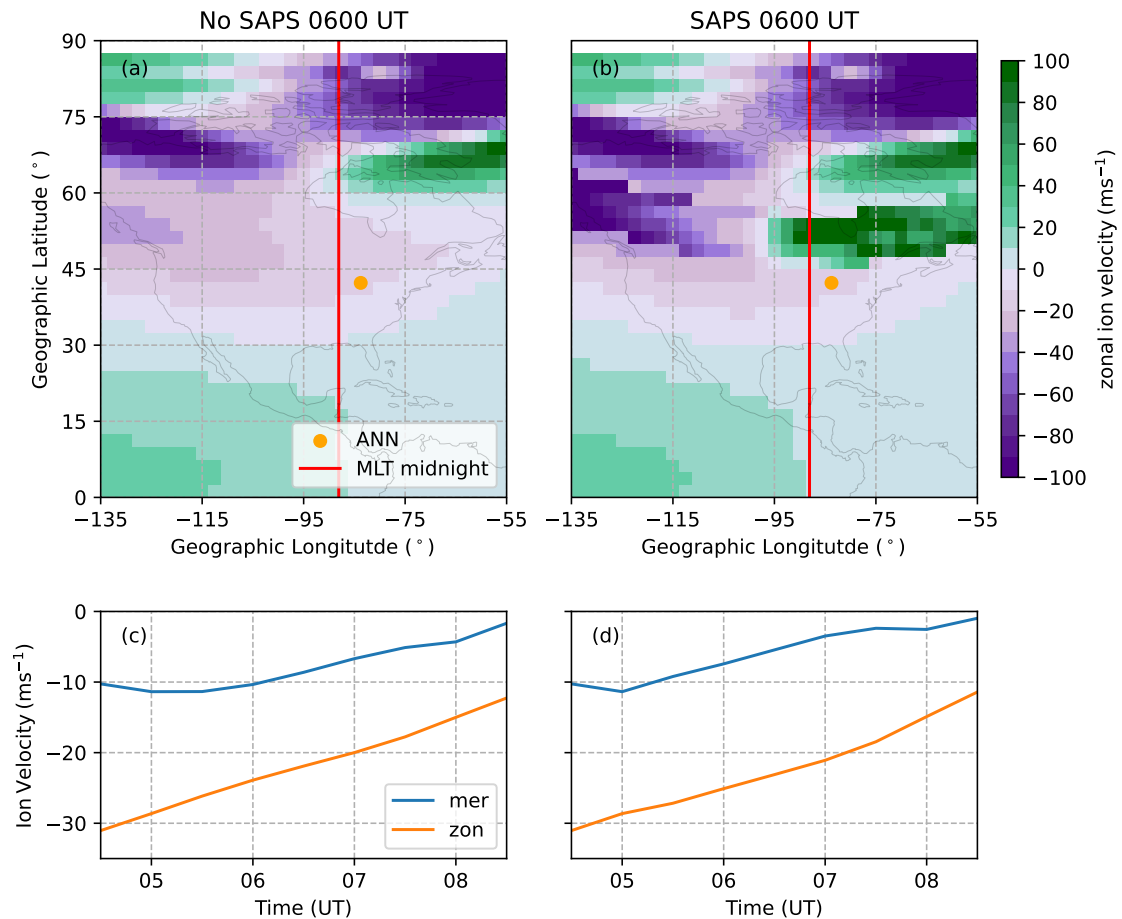 No SAPS 0600 UT
SAPS 0600 UT
(a)
(b)
90
75
60
45
30
15
0
Geographic Latitude (°)
−135
−115
−95
−75
−55
Geographic Longitutde (°)
ANN
MLT midnight
−135
−115
−95
−75
−55
Geographic Longitutde (°)
100
80
60
40
20
0
−20
−40
−60
−80
−100
zonal ion velocity (ms⁻¹)
(c)
(d)
0
−10
−20
−30
Ion Velocity (ms⁻¹)
mer
zon
05
06
07
08
Time (UT)
05
06
07
08
Time (UT)